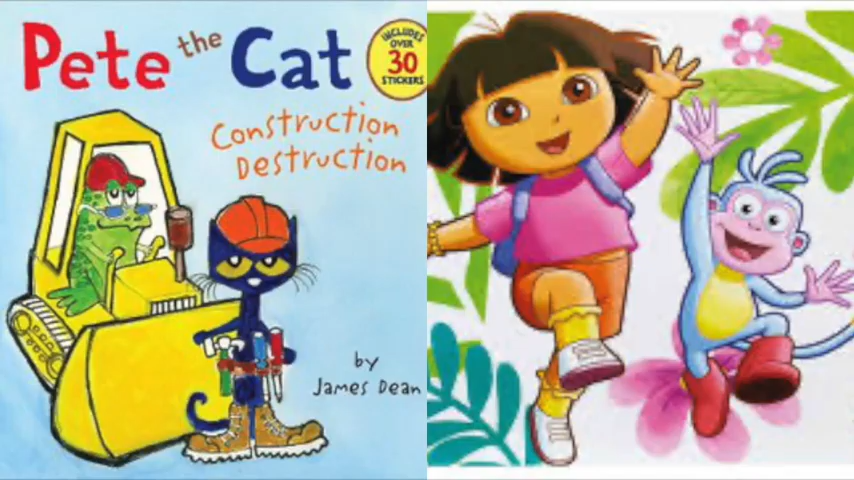 Pete the Cat
INCLUDES
OVER
30
STICKERS
Construction
Destruction
by
James Dean